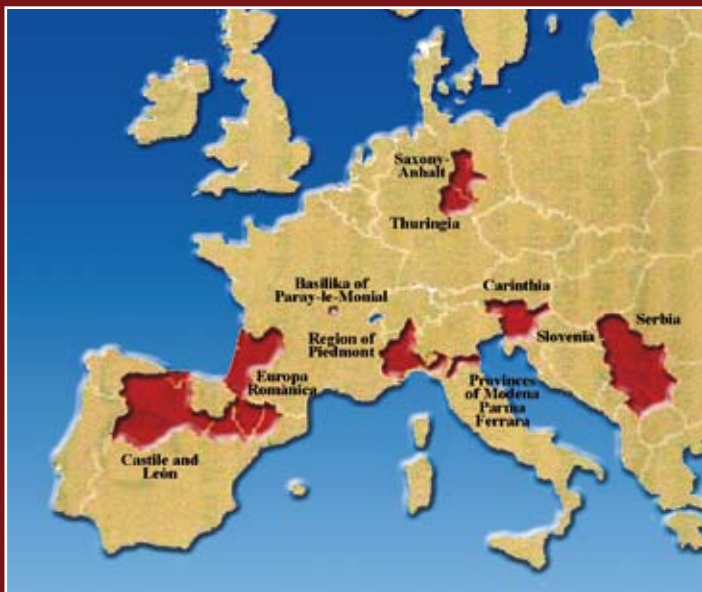 Saxony-
Anhalt
Thuringia
Basilika of
Paray-le-Monial
Carinthia
Slovenia
Serbia
Region of
Piedmont
Europa
Romànica
Provinces
of Modena
Parma
Ferrara
Castile and
León